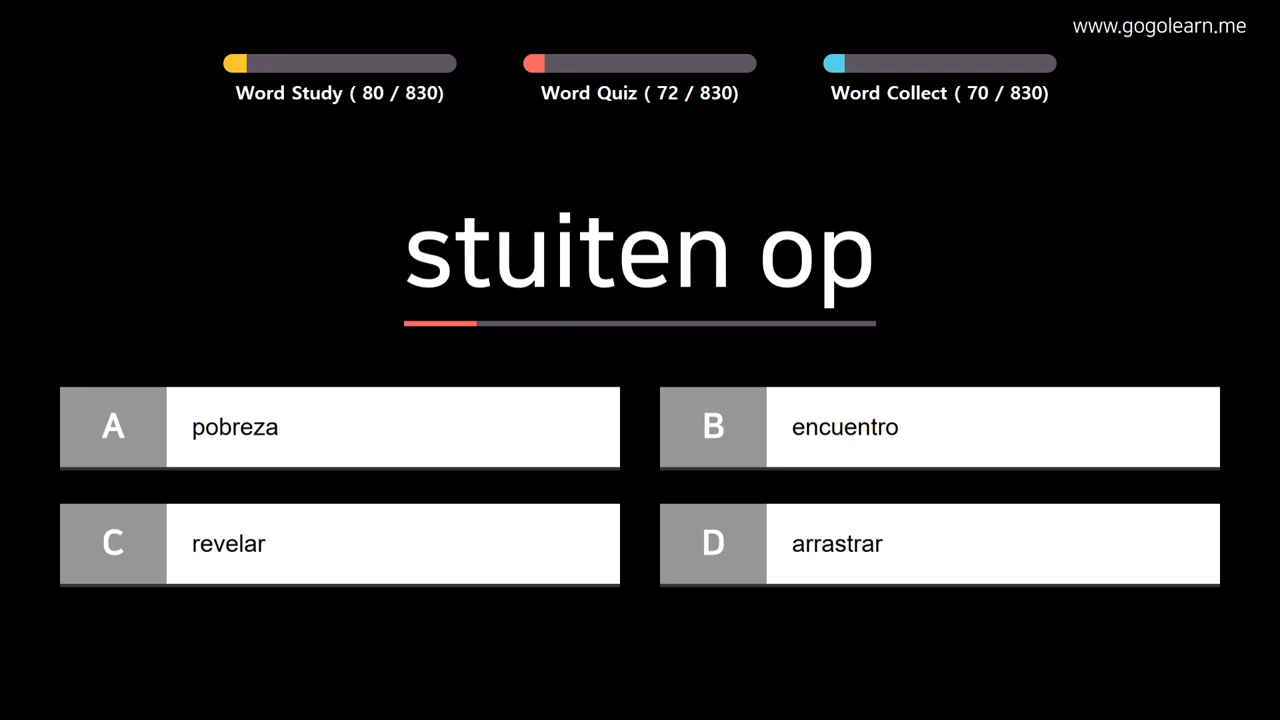 www.gogolearn.me
Word Study ( 80 / 830)
Word Quiz ( 72 / 830)
Word Collect ( 70 / 830)
stuiten op
A pobreza
B encuentro
C revelar
D arrastrar